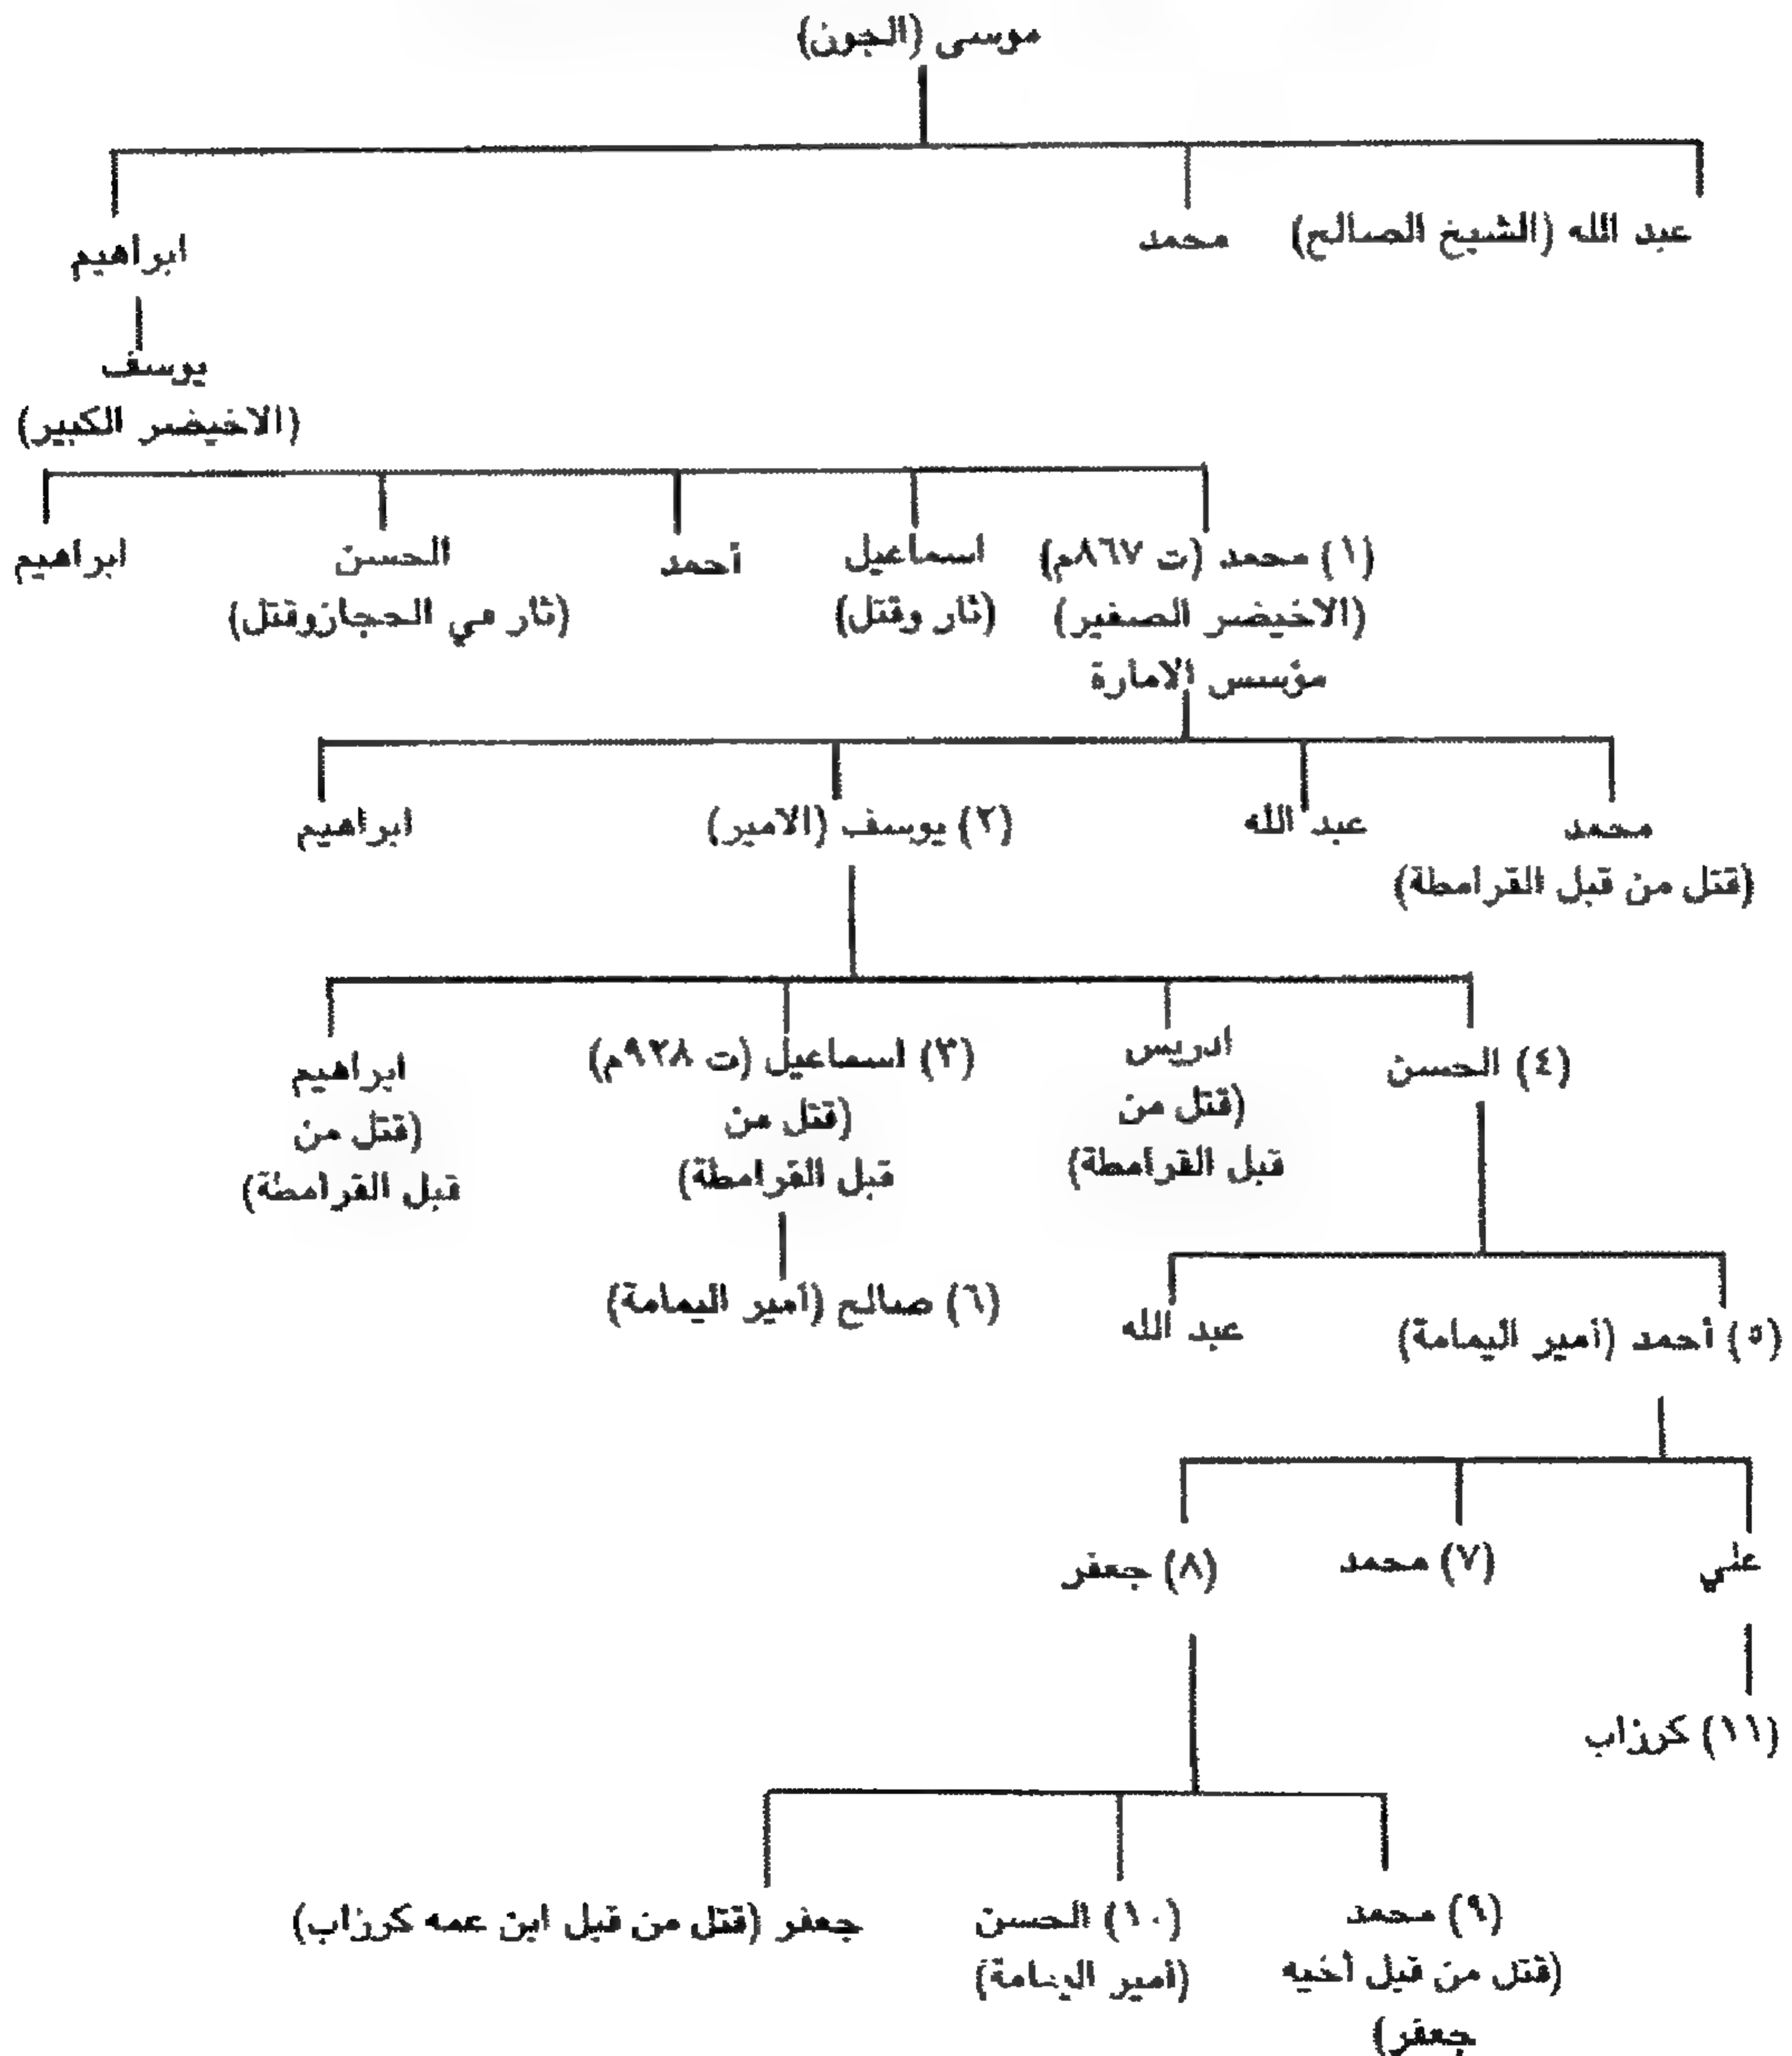 موسى (الجون)
عبد الله (الشيخ الصالح) محمد ابراهيم
يوسف
(الاخيضر الكبير)
(١) محمد (ت ٨٦٧م) اسماعيل أحمد الحسن ابراهيم
(الاخيضر الصغير) (ثار وقتل) (ثار في الحجاز وقتل)
مؤسس الامارة
محمد عبد الله (٢) يوسف (الامير) ابراهيم
(قتل من قبل القرامطة)
(٤) الحسن ادريس (٣) اسماعيل (ت ٩٢٨م) ابراهيم
(قتل من (قتل من (قتل من
قبل القرامطة) قبل القرامطة) قبل القرامطة)
(٦) صالح (أمير اليمامة)
(٥) أحمد (أمير اليمامة) عبد الله
علي (٧) محمد (٨) جعفر
(١١) كرزاب
(٩) محمد (١٠) الحسن جعفر (قتل من قبل ابن عمه كرزاب)
(قتل من قبل أخيه (أمير اليمامة)
جعفر)